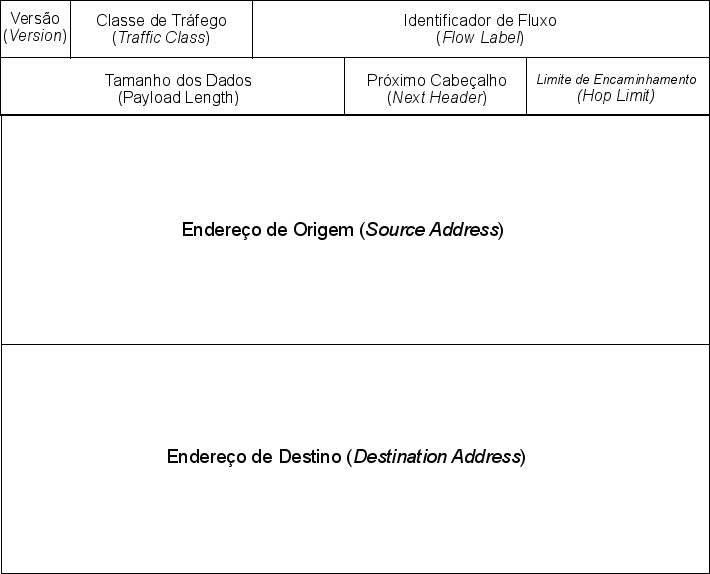 Versão
(Version)
Classe de Tráfego
(Traffic Class)
Identificador de Fluxo
(Flow Label)
Tamanho dos Dados
(Payload Length)
Próximo Cabeçalho
(Next Header)
Limite de Encaminhamento
(Hop Limit)
Endereço de Origem (Source Address)
Endereço de Destino (Destination Address)